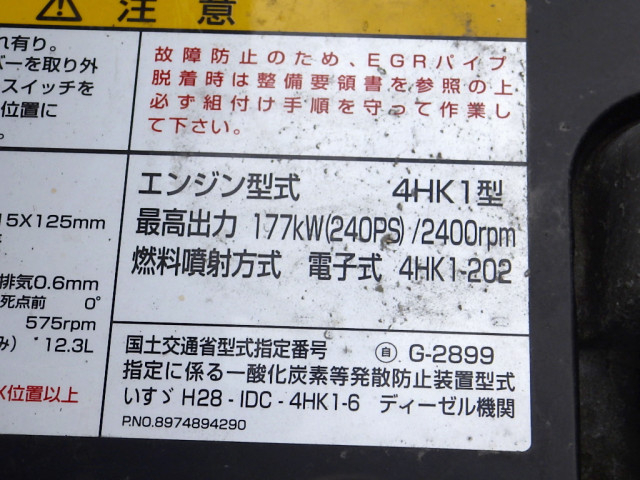 ⚠ 注意
れ有り。
バーを取り外
スイッチを
位置に
。
故障防止のため、EGRパイプ
脱着時は整備要領書を参照の上
必ず組付け手順を守って作業し
て下さい。
15X125mm
排気0.6mm
死点前 0°
575rpm
み) *12.3L
X位置以上
エンジン型式 4HK1型
最高出力 177kW(240PS)/2400rpm
燃料噴射方式 電子式 4HK1-202
国土交通省型式指定番号 ㊀自 G-2899
指定に係る一酸化炭素等発散防止装置型式
いすゞ H28-IDC-4HK1-6 ディーゼル機関
P.NO.8974894290